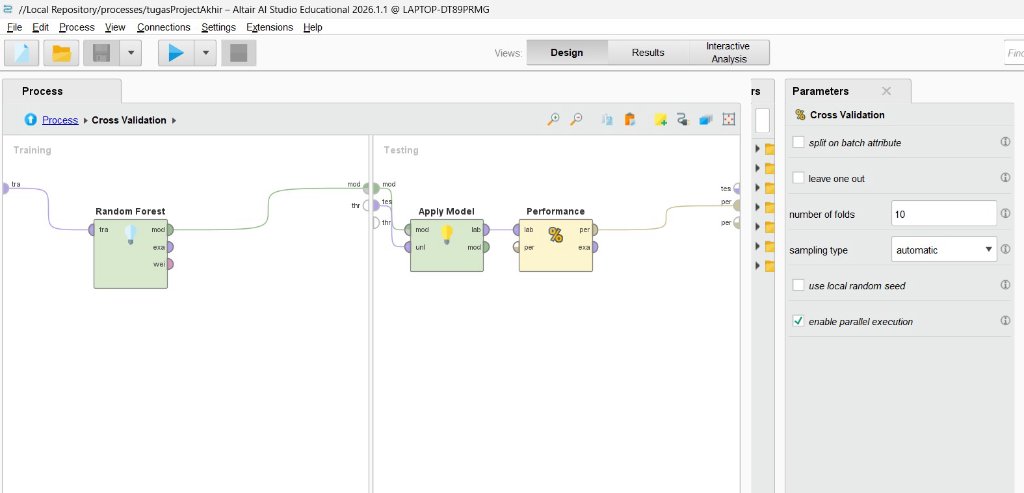 //Local Repository/processes/tugasProjectAkhir – Altair AI Studio Educational 2026.1.1 @ LAPTOP-DT89PRMG
File Edit Process View Connections Settings Extensions Help
Views: Design Results Interactive Analysis
Process
Process Cross Validation
Training
tra
mod
thr
Random Forest
tra
mod
exa
wei
Testing
mod
tes
thr
Apply Model
mod
unl
lab
mod
Performance
lab
per
per
exa
tes
per
per
rs
Parameters
Cross Validation
split on batch attribute
leave one out
number of folds 10
sampling type automatic
use local random seed
enable parallel execution